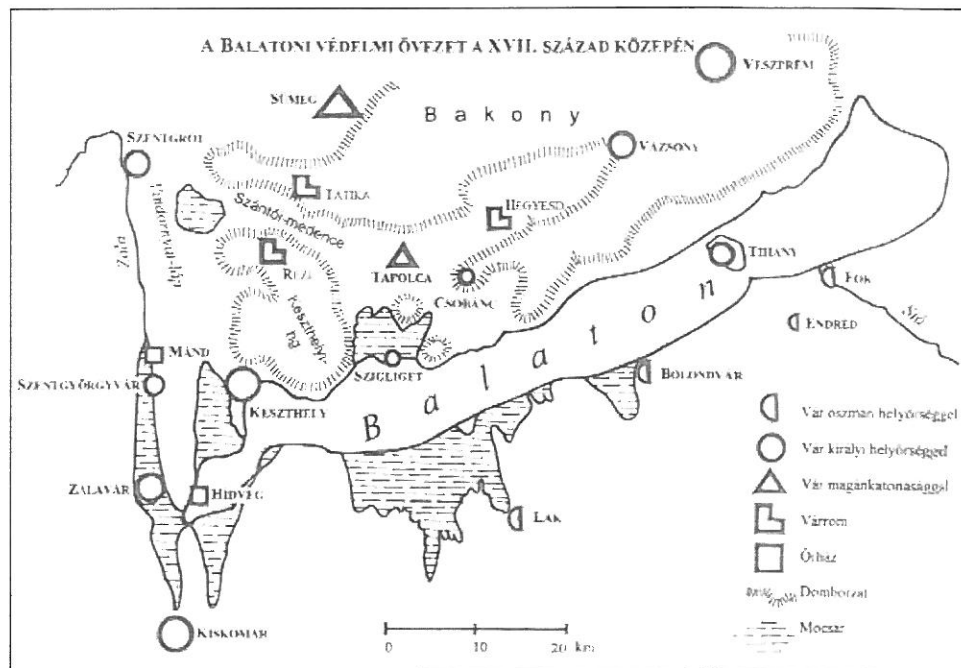 A BALATONI VÉDELMI ÖVEZET A XVII. SZÁZAD KÖZEPÉN
VESZPRÉM
SÜMEG
Bakony
SZENTGRÓT
VÁZSONY
TÁTIKA
Szántói-medence
HEGYESD
Zala
REZI
TAPOLCA
TIHANY
CSOBÁNC
FOK
Keszthelyi-
hg
Sió
ENDRÉD
MÁND
SZIGLIGET
SZENTGYÖRGYVÁR
KESZTHELY
BOLONDVÁR
Balaton
Vár oszmán helyőrséggel
Vár királyi helyőrséggel
ZALAVÁR
HIDVÉG
Vár magánkatonasággal
LAK
Várrom
Őrház
Domborzat
KISKOMÁR
Mocsár
0 10 20 km